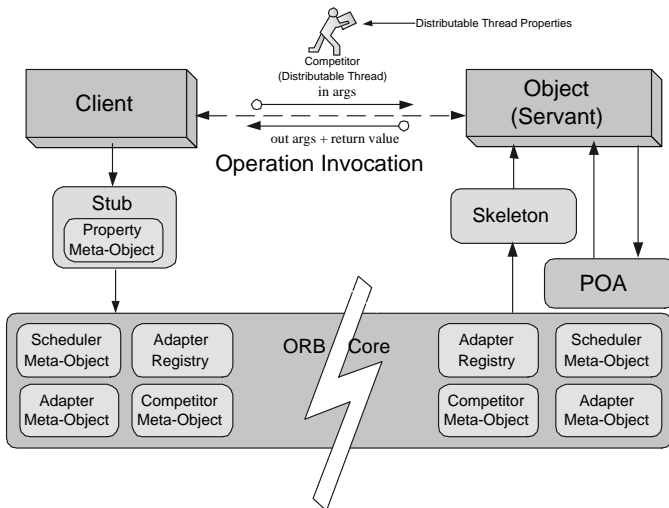 Distributable Thread Properties
Competitor
(Distributable Thread)
in args
Client
Object
(Servant)
out args + return value
Operation Invocation
Stub
Property
Meta-Object
Skeleton
POA
Scheduler
Meta-Object
Adapter
Registry
ORB Core
Adapter
Registry
Scheduler
Meta-Object
Adapter
Meta-Object
Competitor
Meta-Object
Competitor
Meta-Object
Adapter
Meta-Object